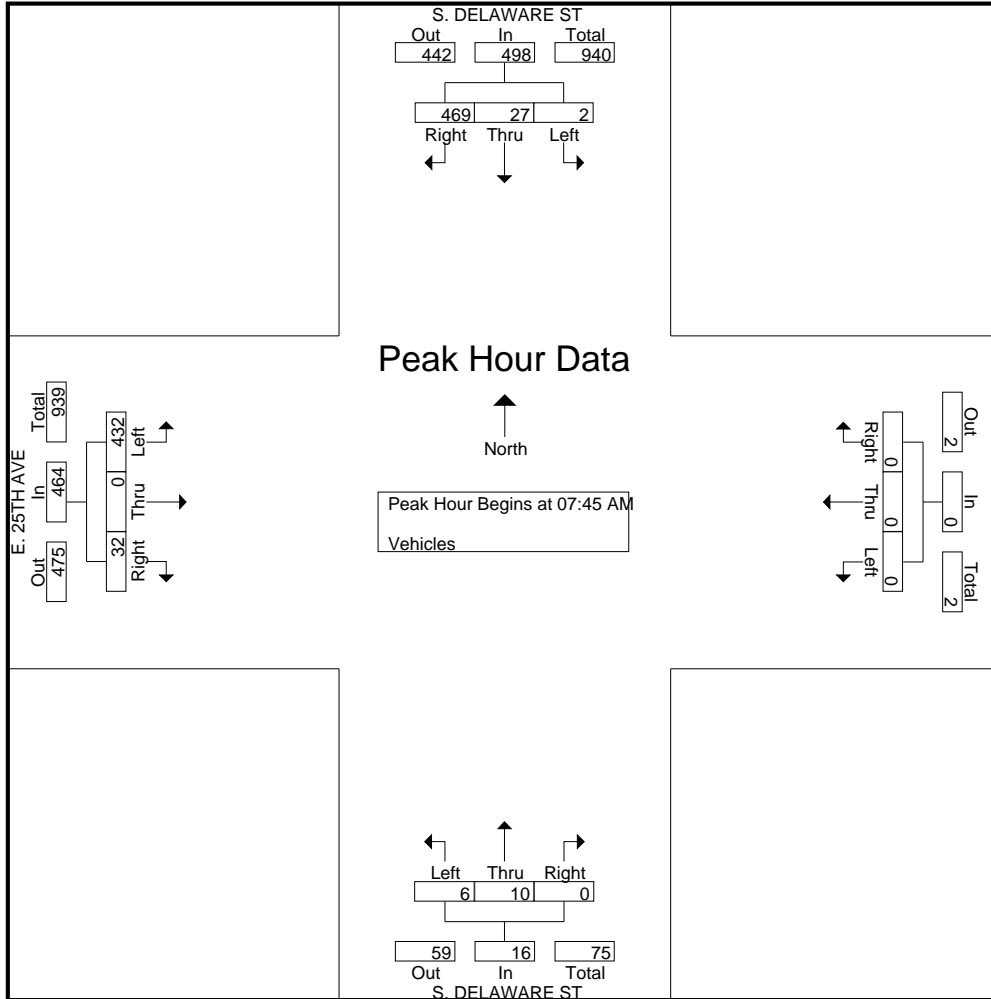 S. DELAWARE ST
Out In Total
442 498 940
469 27 2
Right Thru Left
Peak Hour Data
North
Peak Hour Begins at 07:45 AM
Vehicles
E. 25TH AVE
Out In Total
475 464 939
Right Thru Left
32 0 432
Out In Total
2 0 2
Right Thru Left
0 0 0
Left Thru Right
6 10 0
59 16 75
Out In Total
S. DELAWARE ST